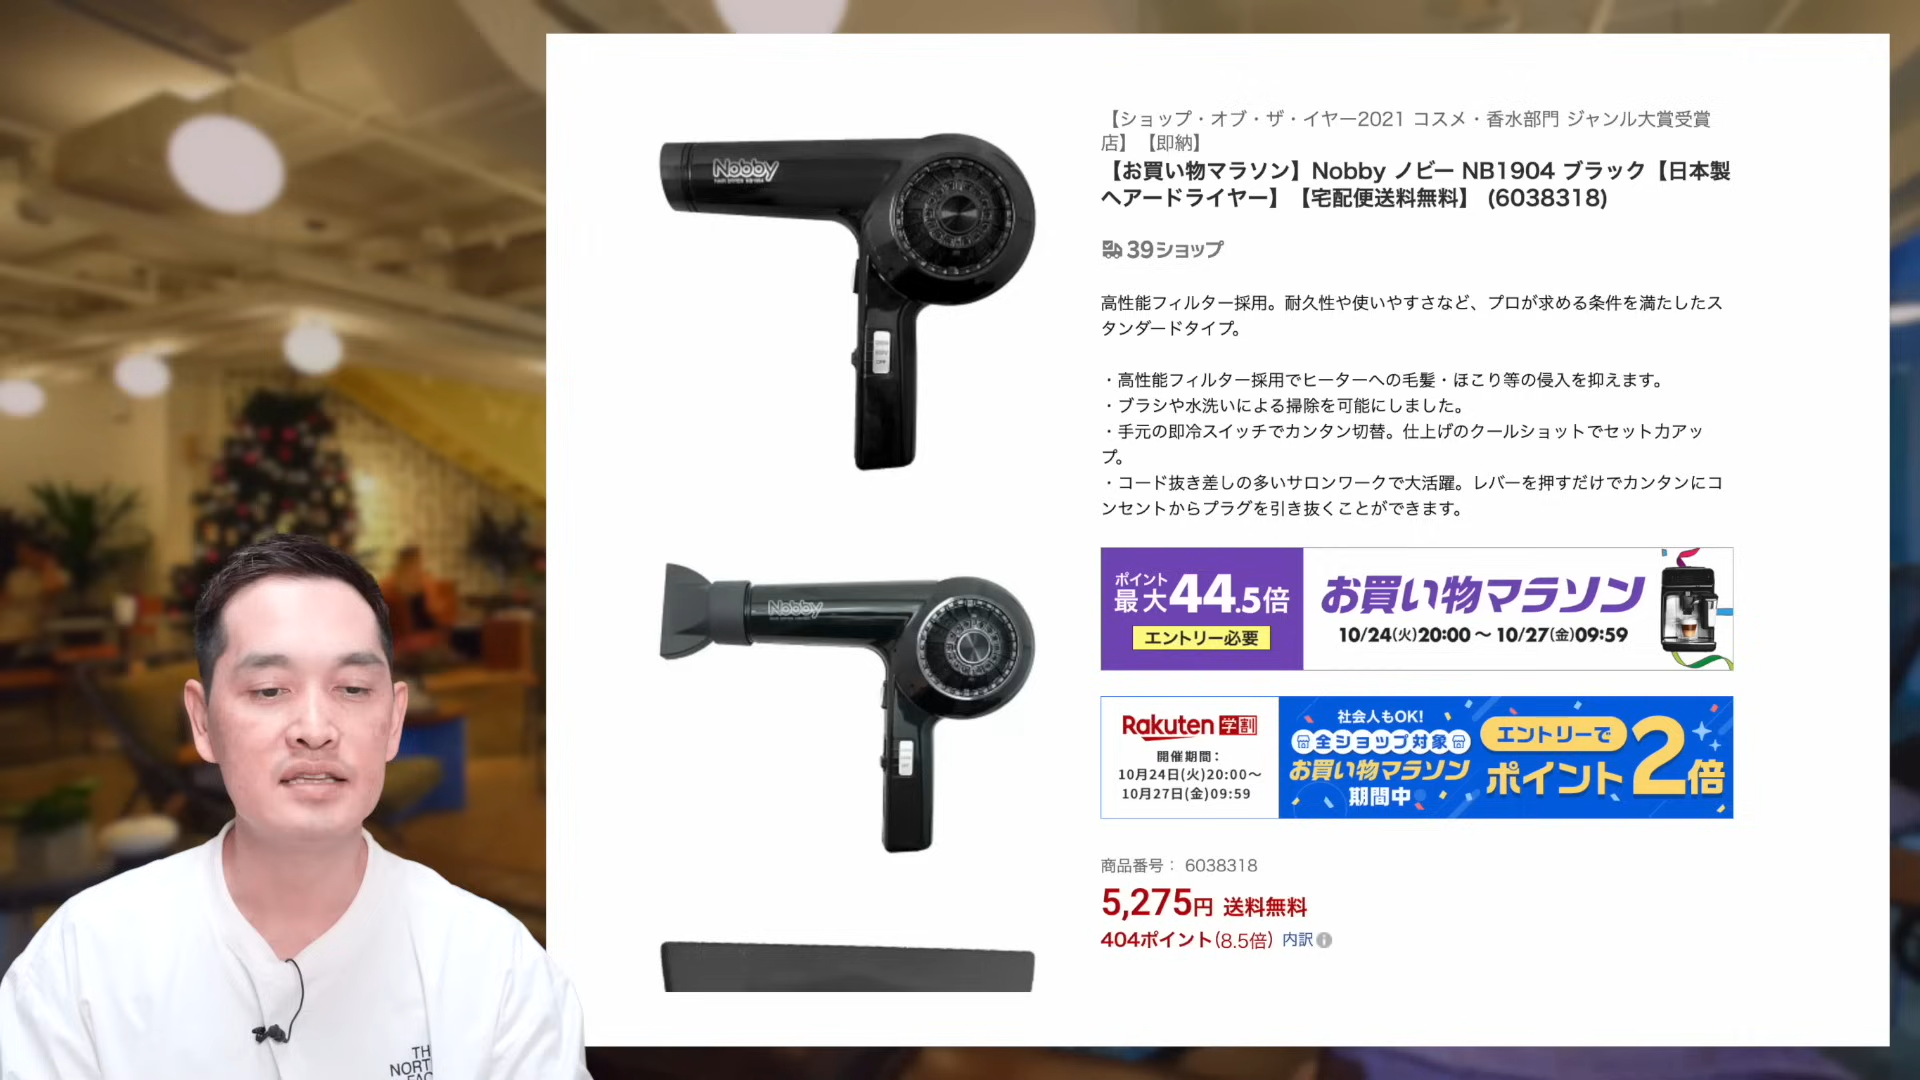 Nobby
【ショップ・オブ・ザ・イヤー2021 コスメ・香水部門 ジャンル大賞受賞
店】【即納】
【お買い物マラソン】Nobby ノビー NB1904 ブラック【日本製
ヘアードライヤー】【宅配便送料無料】 (6038318)
39ショップ
高性能フィルター採用。耐久性や使いやすさなど、プロが求める条件を満たしたス
タンダードタイプ。
・高性能フィルター採用でヒーターへの毛髪・ほこり等の侵入を抑えます。
・ブラシや水洗いによる掃除を可能にしました。
・手元の即冷スイッチでカンタン切替。仕上げのクールショットでセット力アッ
プ。
・コード抜き差しの多いサロンワークで大活躍。レバーを押すだけでカンタンにコ
ンセントからプラグを引き抜くことができます。
Nobby
ポイント
最大44.5倍
エントリー必要
お買い物マラソン
10/24(火)20:00～10/27(金)09:59
Rakuten 学割
開催期間：
10月24日(火)20:00～
10月27日(金)09:59
社会人もOK!
全ショップ対象
お買い物マラソン
期間中
エントリーで
ポイント2倍
商品番号： 6038318
5,275円 送料無料
404ポイント(8.5倍) 内訳
TH
NORT
FAC